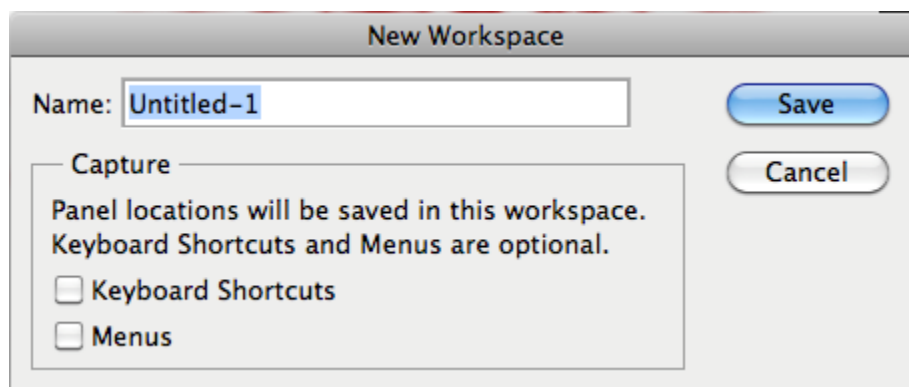 New Workspace
Name: Untitled-1
Save
Capture
Cancel
Panel locations will be saved in this workspace.
Keyboard Shortcuts and Menus are optional.
Keyboard Shortcuts
Menus